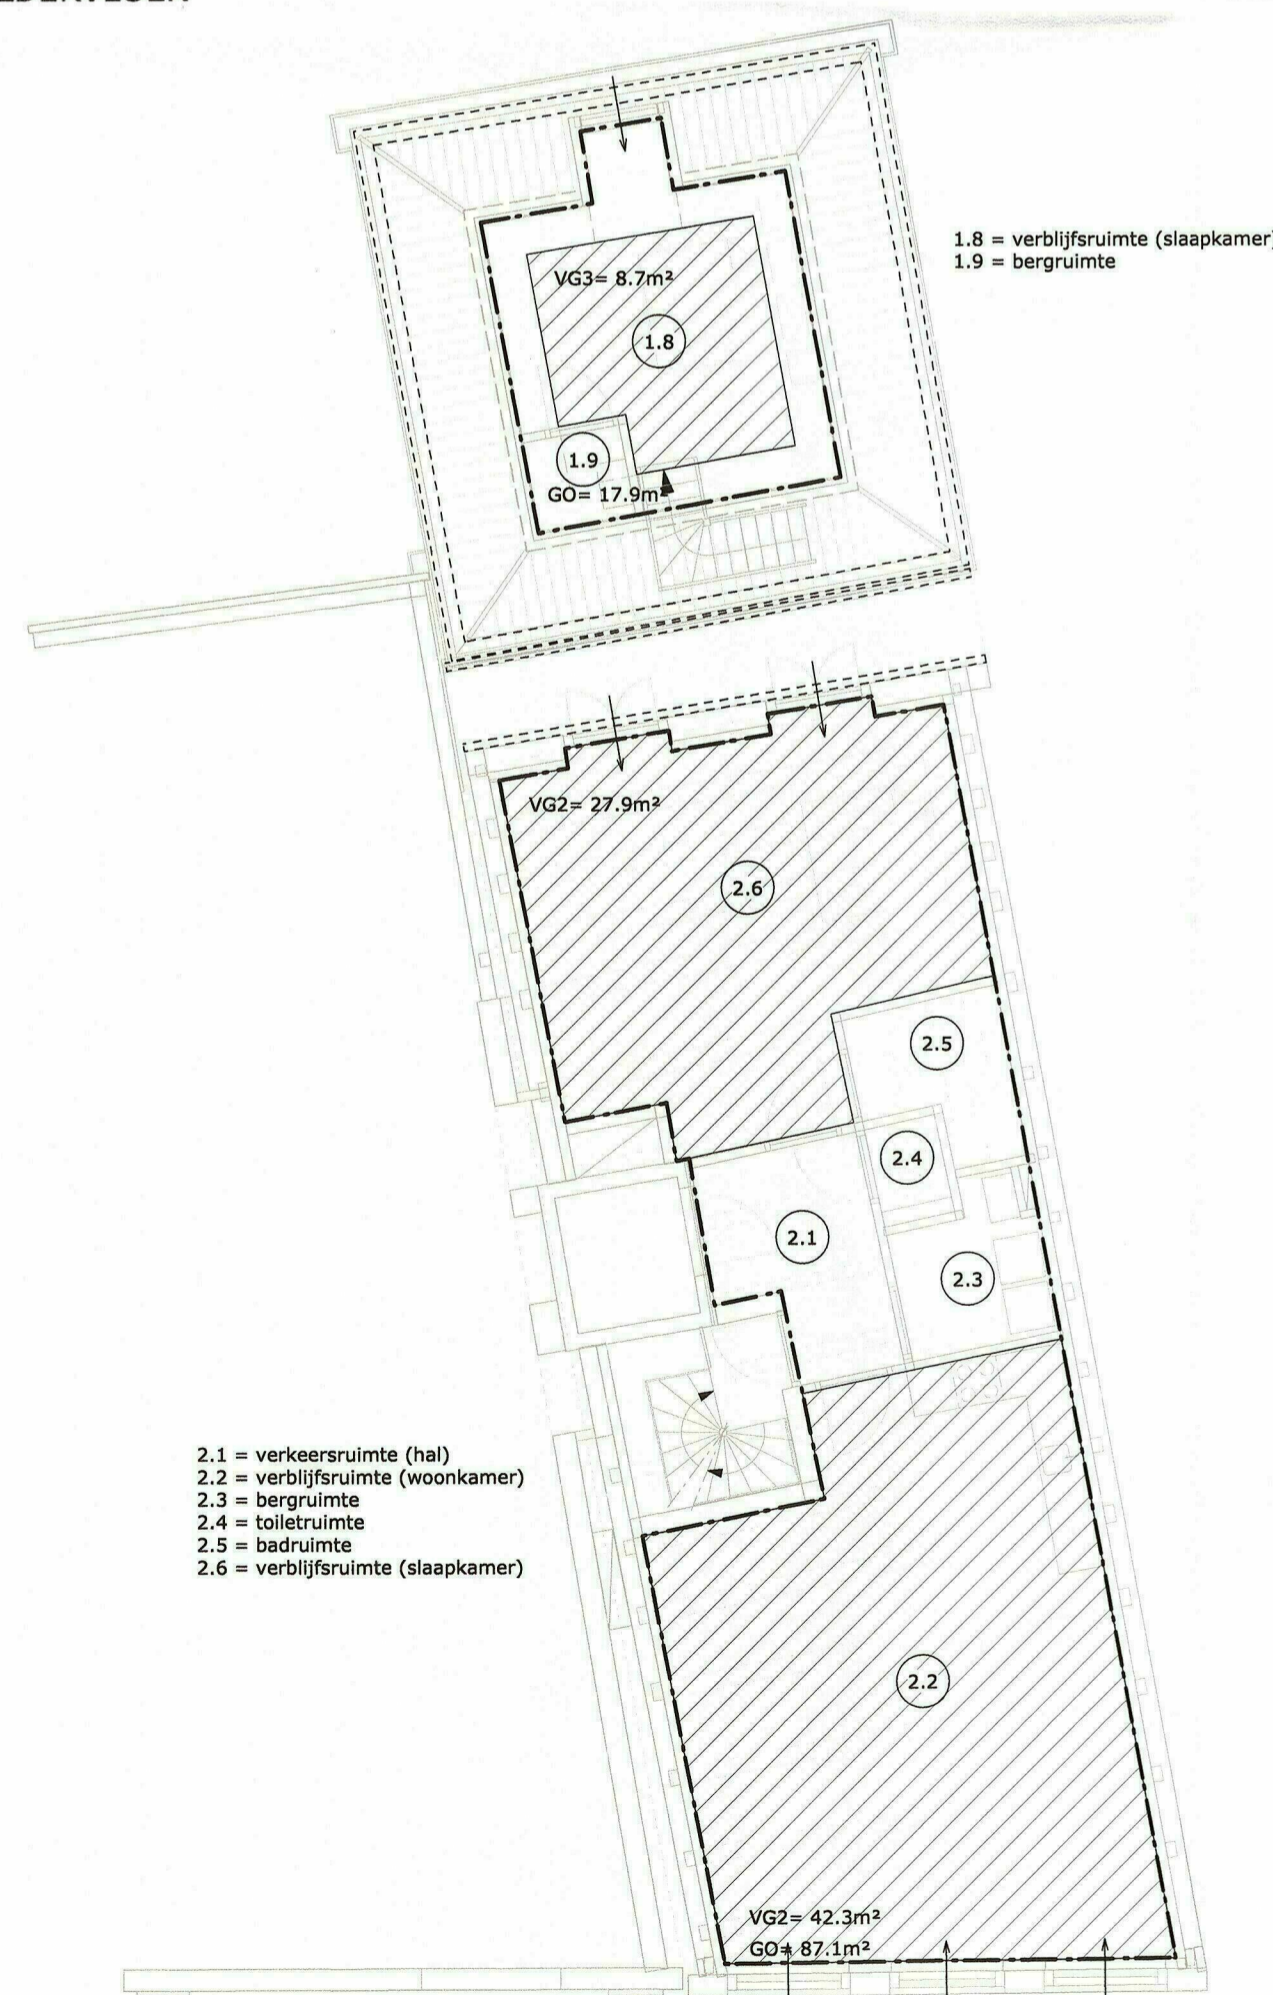 1.8 = verblijfsruimte (slaapkamer)
1.9 = bergruimte
VG3= 8.7m²
1.8
1.9
GO= 17.9m²
VG2= 27.9m²
2.6
2.5
2.4
2.1
2.3
2.1 = verkeersruimte (hal)
2.2 = verblijfsruimte (woonkamer)
2.3 = bergruimte
2.4 = toiletruimte
2.5 = badruimte
2.6 = verblijfsruimte (slaapkamer)
2.2
VG2= 42.3m²
GO= 87.1m²